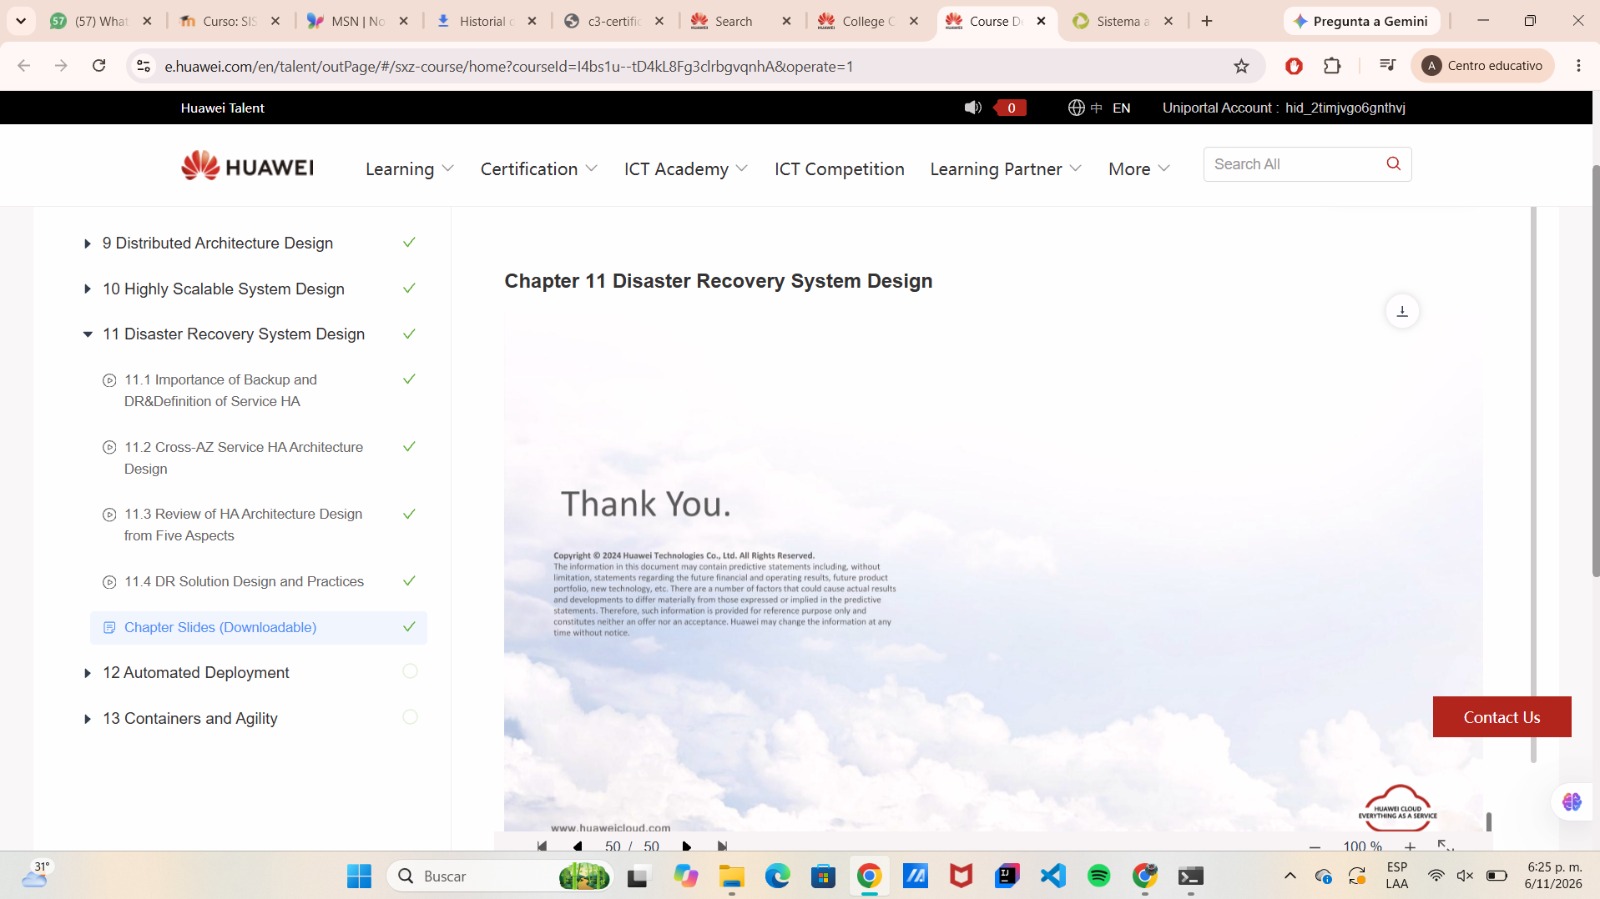 57
(57) What
Curso: SIS
MSN | No
Historial
c3-certific
Search
College C
Course De
Sistema a
Pregunta a Gemini
e.huawei.com/en/talent/outPage/#/sxz-course/home?courseId=I4bs1u--tD4kL8Fg3clrbgvqnhA&operate=1
A
Centro educativo
Huawei Talent
0
中
EN
Uniportal Account : hid_2timjvgo6gnthvj
HUAWEI
Learning
Certification
ICT Academy
ICT Competition
Learning Partner
More
Search All
9 Distributed Architecture Design
10 Highly Scalable System Design
11 Disaster Recovery System Design
11.1 Importance of Backup and
DR&Definition of Service HA
11.2 Cross-AZ Service HA Architecture
Design
11.3 Review of HA Architecture Design
from Five Aspects
11.4 DR Solution Design and Practices
Chapter Slides (Downloadable)
12 Automated Deployment
13 Containers and Agility
Chapter 11 Disaster Recovery System Design
Thank You.
Copyright © 2024 Huawei Technologies Co., Ltd. All Rights Reserved.
The information in this document may contain predictive statements including, without
limitation, statements regarding the future financial and operating results, future product
portfolio, new technology, etc. There are a number of factors that could cause actual results
and developments to differ materially from those expressed or implied in the predictive
statements. Therefore, such information is provided for reference purpose only and
constitutes neither an offer nor an acceptance. Huawei may change the information at any
time without notice.
www.huaweicloud.com
HUAWEI CLOUD
EVERYTHING AS A SERVICE
50 / 50
100 %
Contact Us
31°
Buscar
ESP
LAA
6:25 p. m.
6/11/2026